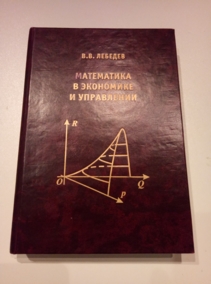 В.В. ЛЕБЕДЕВ
МАТЕМАТИКА
В ЭКОНОМИКЕ
И УПРАВЛЕНИИ
R
O
Q
P